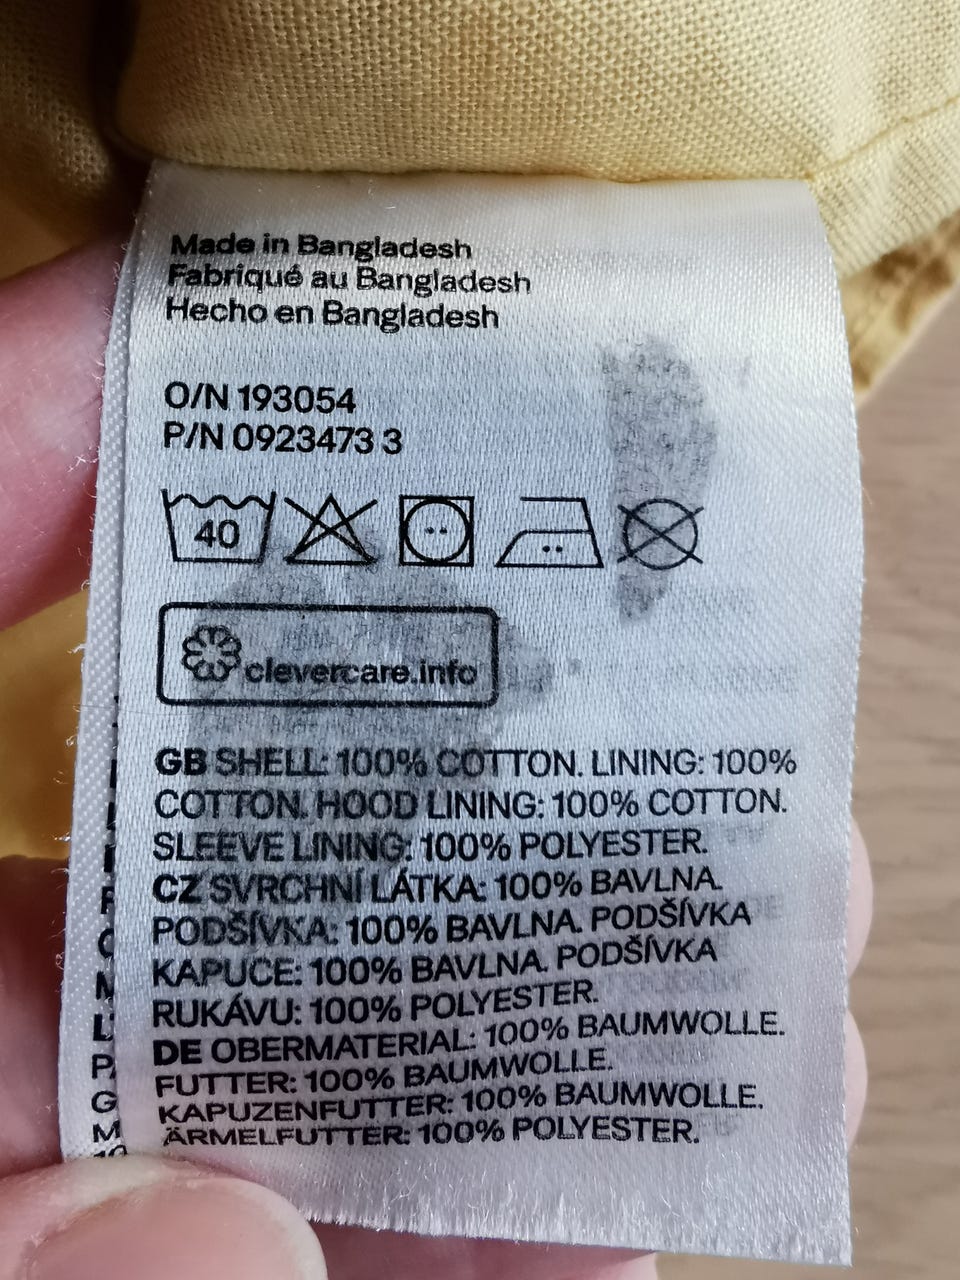 Made in Bangladesh
Fabriqué au Bangladesh
Hecho en Bangladesh
O/N 193054
P/N 0923473 3
40
clevercare.info
GB SHELL: 100% COTTON. LINING: 100%
COTTON. HOOD LINING: 100% COTTON.
SLEEVE LINING: 100% POLYESTER.
CZ SVRCHNÍ LÁTKA: 100% BAVLNA.
PODŠÍVKA: 100% BAVLNA. PODŠÍVKA
KAPUCE: 100% BAVLNA. PODŠÍVKA
RUKÁVU: 100% POLYESTER.
DE OBERMATERIAL: 100% BAUMWOLLE.
FUTTER: 100% BAUMWOLLE.
KAPUZENFUTTER: 100% BAUMWOLLE.
ÄRMELFUTTER: 100% POLYESTER.